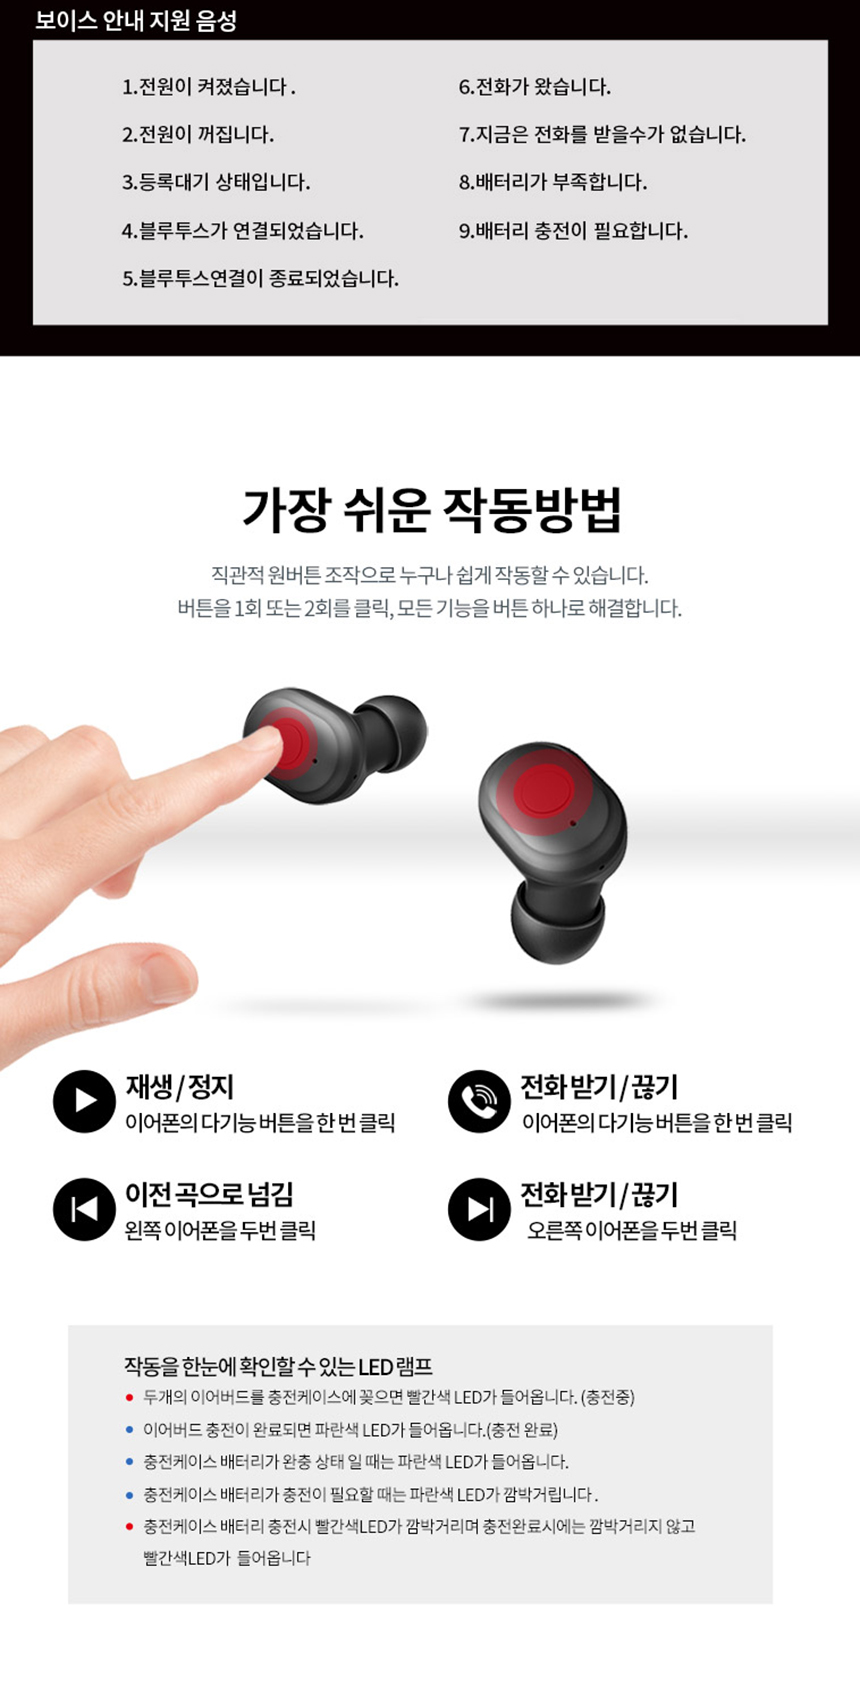 보이스 안내 지원 음성
1.전원이 켜졌습니다.
2.전원이 꺼집니다.
3.등록대기 상태입니다.
4.블루투스가 연결되었습니다.
5.블루투스연결이 종료되었습니다.
6.전화가 왔습니다.
7.지금은 전화를 받을수가 없습니다.
8.배터리가 부족합니다.
9.배터리 충전이 필요합니다.
가장 쉬운 작동방법
직관적 원버튼 조작으로 누구나 쉽게 작동할 수 있습니다.
버튼을 1회 또는 2회를 클릭, 모든 기능을 버튼 하나로 해결합니다.
재생 / 정지
이어폰의 다기능 버튼을 한 번 클릭
전화 받기 / 끊기
이어폰의 다기능 버튼을 한 번 클릭
이전 곡으로 넘김
왼쪽 이어폰을 두번 클릭
전화 받기 / 끊기
오른쪽 이어폰을 두번 클릭
작동을 한눈에 확인할 수 있는 LED 램프
두개의 이어버드를 충전케이스에 꽂으면 빨간색 LED가 들어옵니다. (충전중)
이어버드 충전이 완료되면 파란색 LED가 들어옵니다.(충전 완료)
충전케이스 배터리가 완충 상태 일 때는 파란색 LED가 들어옵니다.
충전케이스 배터리가 충전이 필요할 때는 파란색 LED가 깜박거립니다.
충전케이스 배터리 충전시 빨간색LED가 깜박거리며 충전완료시에는 깜박거리지 않고
빨간색LED가 들어옵니다